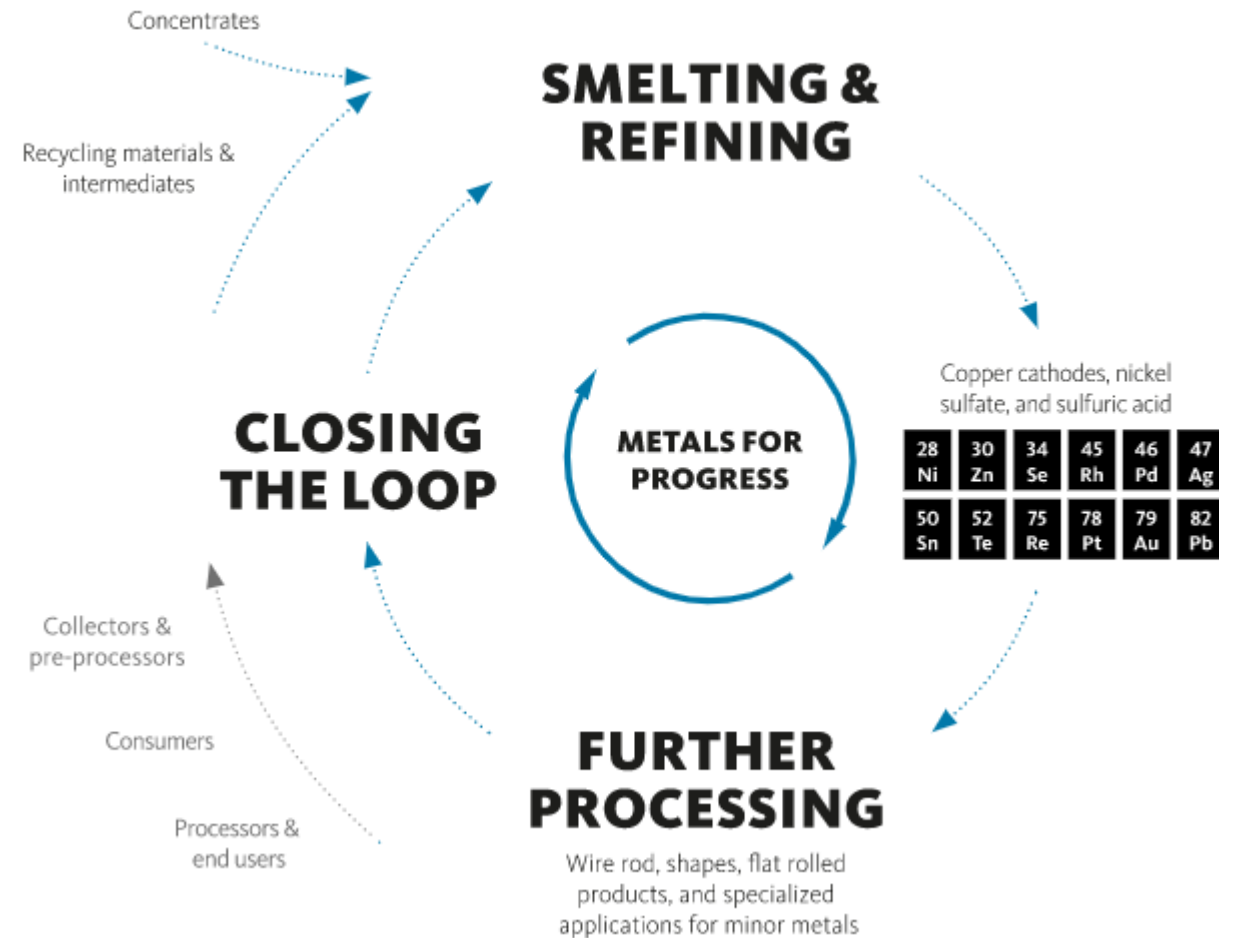 Concentrates
SMELTING &
REFINING
Recycling materials &
intermediates
Copper cathodes, nickel
sulfate, and sulfuric acid
28 30 34 45 46 47
Ni Zn Se Rh Pd Ag
50 52 75 78 79 82
Sn Te Re Pt Au Pb
CLOSING
THE LOOP
METALS FOR
PROGRESS
Collectors &
pre-processors
Consumers
Processors &
end users
FURTHER
PROCESSING
Wire rod, shapes, flat rolled
products, and specialized
applications for minor metals